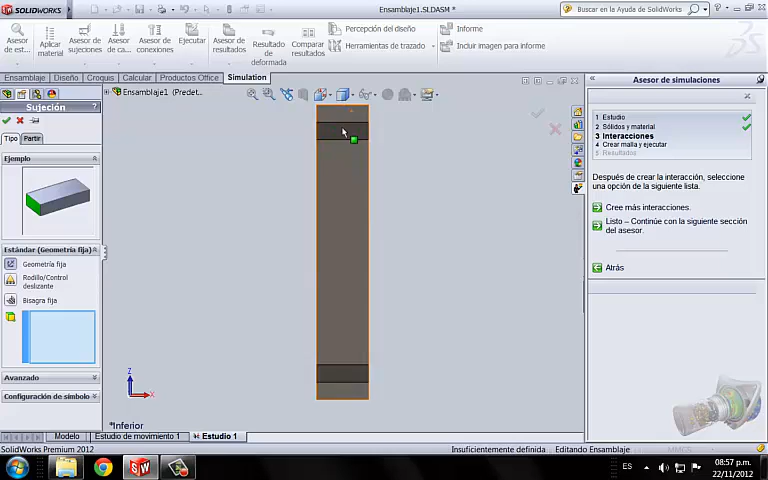 SOLIDWORKS
Ensamblaje1.SLDASM *
Buscar en la Ayuda de SolidWorks
Asesor de est...
Aplicar material
Asesor de sujeciones
Asesor de ca...
Asesor de conexiones
Ejecutar
Asesor de resultados
Resultado de deformada
Comparar resultados
Percepción del diseño
Herramientas de trazado
Informe
Incluir imagen para informe
Ensamblaje
Diseño
Croquis
Calcular
Productos Office
Simulation
Asesor de simulaciones
Sujeción
?
Ensamblaje1 (Predet...
Tipo
Partir
Ejemplo
1 Estudio
2 Sólidos y material
3 Interacciones
4 Crear malla y ejecutar
5 Resultados
Después de crear la interacción, seleccione
una opción de la siguiente lista.
Cree más interacciones.
Listo – Continúe con la siguiente sección
del asesor.
Atrás
Estándar (Geometría fija)
Geometría fija
Rodillo/Control
deslizante
Bisagra fija
Avanzado
Configuración de símbolo
Z
X
*Inferior
Modelo
Estudio de movimiento 1
Estudio 1
SolidWorks Premium 2012
Insuficientemente definida
Editando Ensamblaje
MMGS
ES
08:57 p.m.
22/11/2012